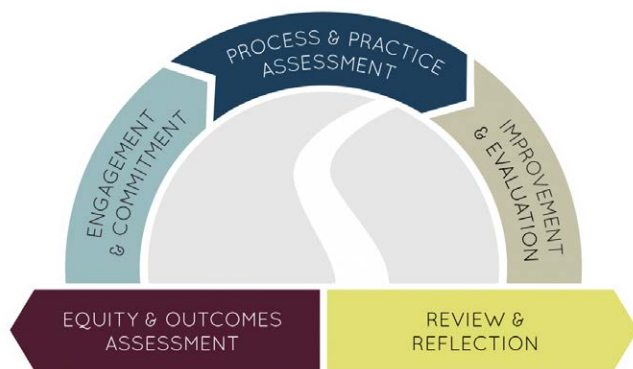 PROCESS & PRACTICE
ASSESSMENT
ENGAGEMENT
& COMMITMENT
IMPROVEMENT
& EVALUATION
EQUITY & OUTCOMES
ASSESSMENT
REVIEW &
REFLECTION